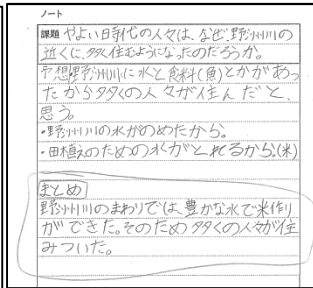 ノート
課題 やよい時代の人々は、なぜ、野洲川の
近くに、多く住むようになったのだろうか。
予想野洲川に水と食料(魚)とかがあっ
たから多くの人々が住んだと、
思う。
・野洲川の水がのめたから。
・田植えのための水がとれるから。(米)
まとめ
野洲川のまわりでは、豊かな水で米作り
ができた。そのため多くの人々が住
みついた。